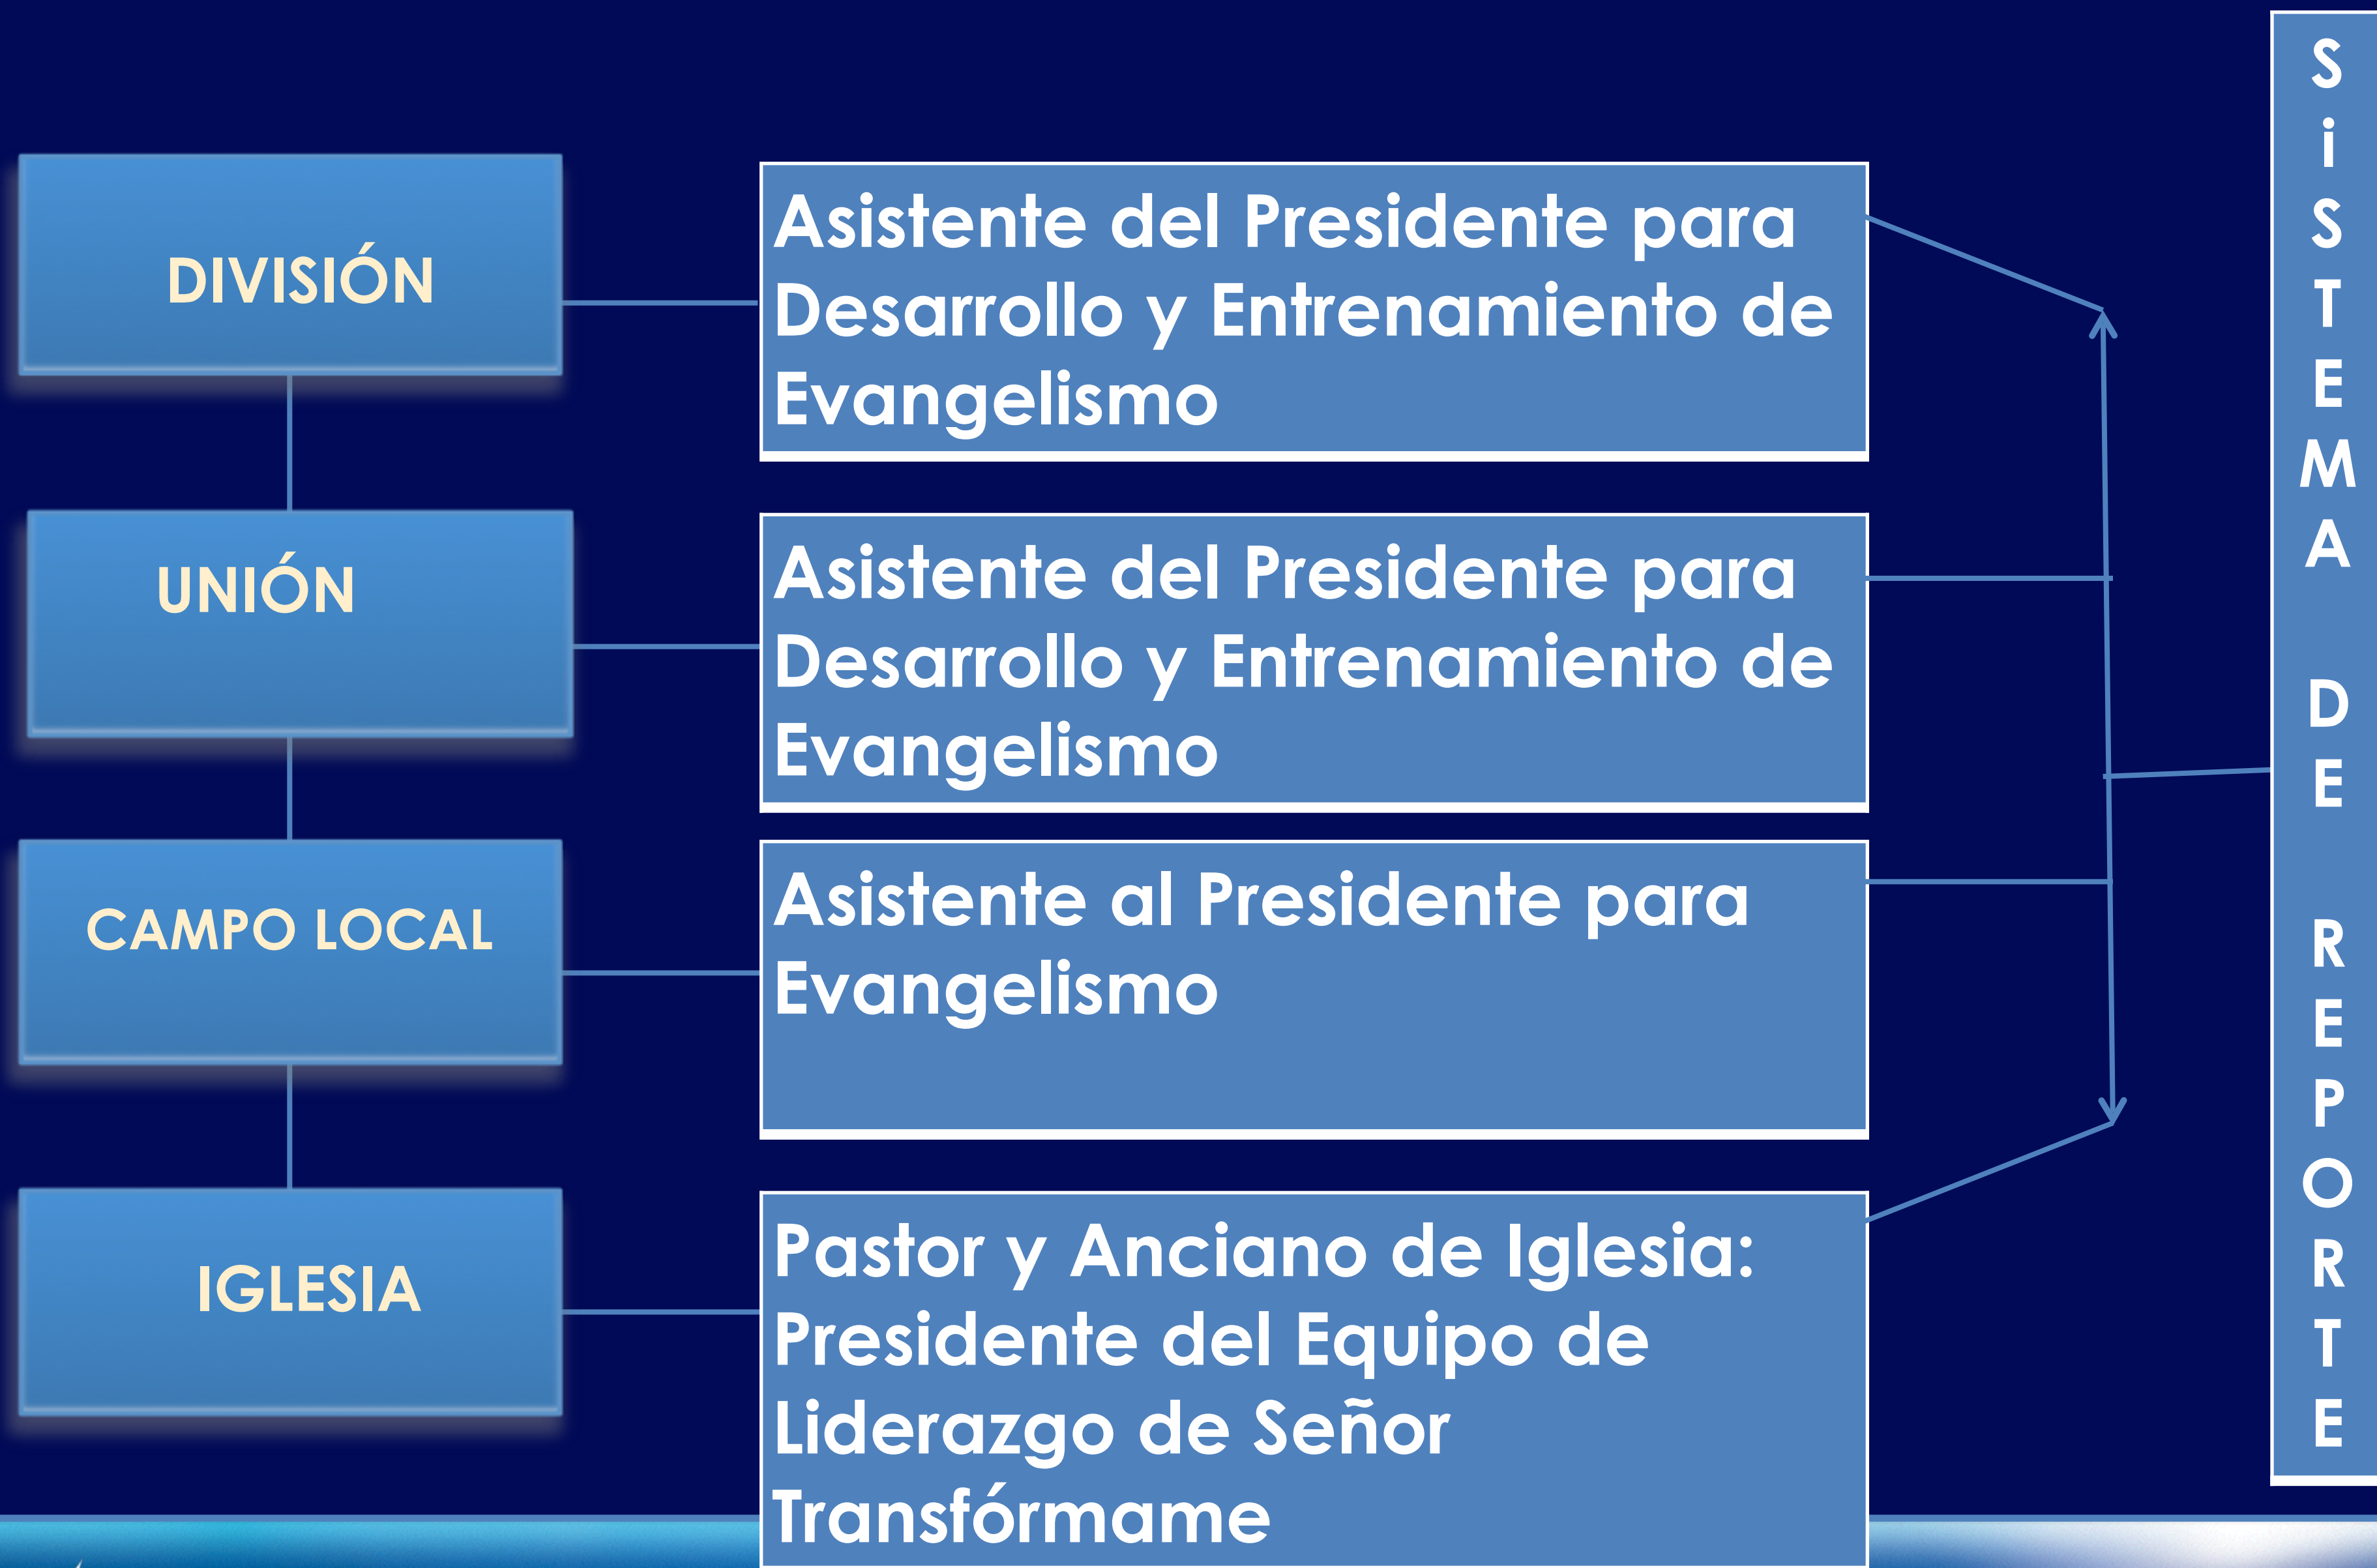 DIVISIÓN
Asistente del Presidente para
Desarrollo y Entrenamiento de
Evangelismo
UNIÓN
Asistente del Presidente para
Desarrollo y Entrenamiento de
Evangelismo
CAMPO LOCAL
Asistente al Presidente para
Evangelismo
IGLESIA
Pastor y Anciano de Iglesia:
Presidente del Equipo de
Liderazgo de Señor
Transfórmame
S
i
S
T
E
M
A
D
E
R
E
P
O
R
T
E